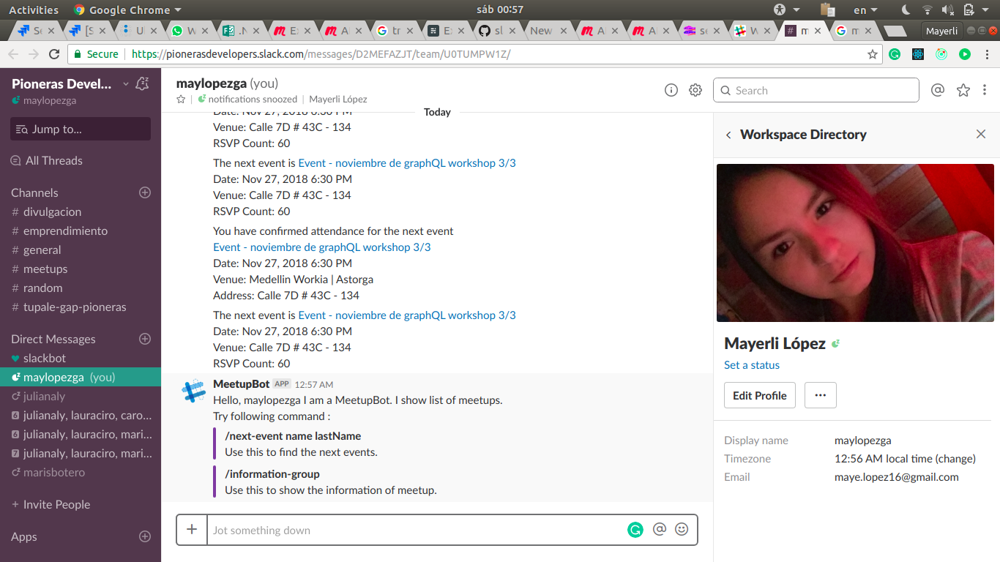 Activities
Google Chrome
sáb 00:57
en
Se
[S
Ul
W
.N
Ex
Al
tr
Ex
sl
New
Al
Al
se
W
m
m
Mayerli
Secure
https://pionerasdevelopers.slack.com/messages/D2MEFAZJT/team/U0TUMPW1Z/
Pioneras Devel...
maylopezga
Jump to...
All Threads
Channels
# divulgacion
# emprendimiento
# general
# meetups
# random
# tupale-gap-pioneras
Direct Messages
slackbot
maylopezga (you)
julianaly
6 julianaly, lauraciro, caro...
6 julianaly, lauraciro, mari...
7 julianaly, lauraciro, mari...
marisbotero
+ Invite People
Apps
maylopezga (you)
notifications snoozed | Mayerli López
Search
Today
Date: Nov 27, 2018 6:30 PM
Venue: Calle 7D # 43C - 134
RSVP Count: 60
The next event is Event - noviembre de graphQL workshop 3/3
Date: Nov 27, 2018 6:30 PM
Venue: Calle 7D # 43C - 134
RSVP Count: 60
You have confirmed attendance for the next event
Event - noviembre de graphQL workshop 3/3
Date: Nov 27, 2018 6:30 PM
Venue: Medellin Workia | Astorga
Address: Calle 7D # 43C - 134
The next event is Event - noviembre de graphQL workshop 3/3
Date: Nov 27, 2018 6:30 PM
Venue: Calle 7D # 43C - 134
RSVP Count: 60
MeetupBot APP 12:57 AM
Hello, maylopezga I am a MeetupBot. I show list of meetups.
Try following command :
/next-event name lastName
Use this to find the next events.
/information-group
Use this to show the information of meetup.
Jot something down
Workspace Directory
Mayerli López
Set a status
Edit Profile
Display name maylopezga
Timezone 12:56 AM local time (change)
Email maye.lopez16@gmail.com